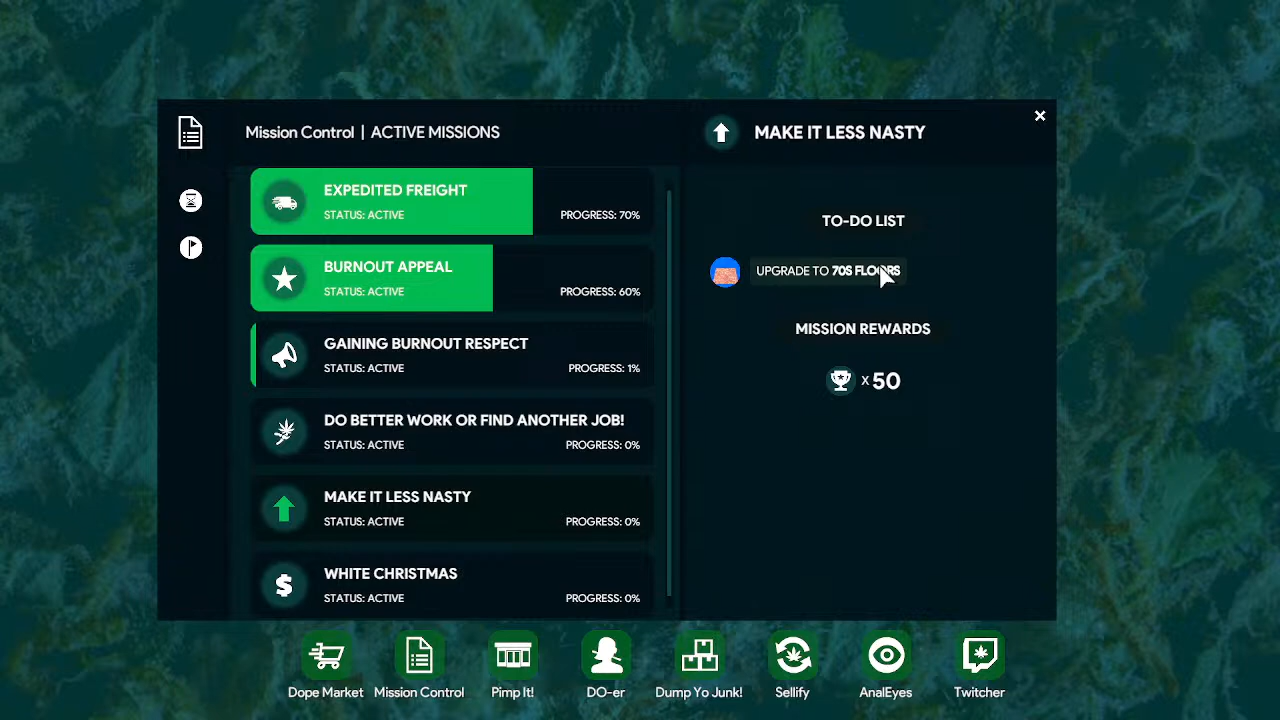 Mission Control | ACTIVE MISSIONS
MAKE IT LESS NASTY
EXPEDITED FREIGHT
STATUS: ACTIVE PROGRESS: 70%
BURNOUT APPEAL
STATUS: ACTIVE PROGRESS: 60%
GAINING BURNOUT RESPECT
STATUS: ACTIVE PROGRESS: 1%
DO BETTER WORK OR FIND ANOTHER JOB!
STATUS: ACTIVE PROGRESS: 0%
MAKE IT LESS NASTY
STATUS: ACTIVE PROGRESS: 0%
WHITE CHRISTMAS
STATUS: ACTIVE PROGRESS: 0%
TO-DO LIST
UPGRADE TO 70S FLOORS
MISSION REWARDS
x 50
Dope Market Mission Control Pimp It! DO-er Dump Yo Junk! Sellify AnalEyes Twitcher